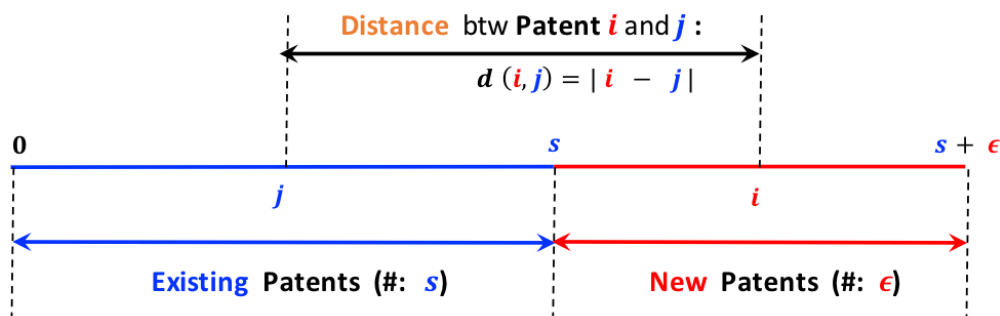 Distance btw Patent i and j :
d (i, j) = | i − j |
0 s s + ϵ
j i
Existing Patents (#: s) New Patents (#: ϵ)